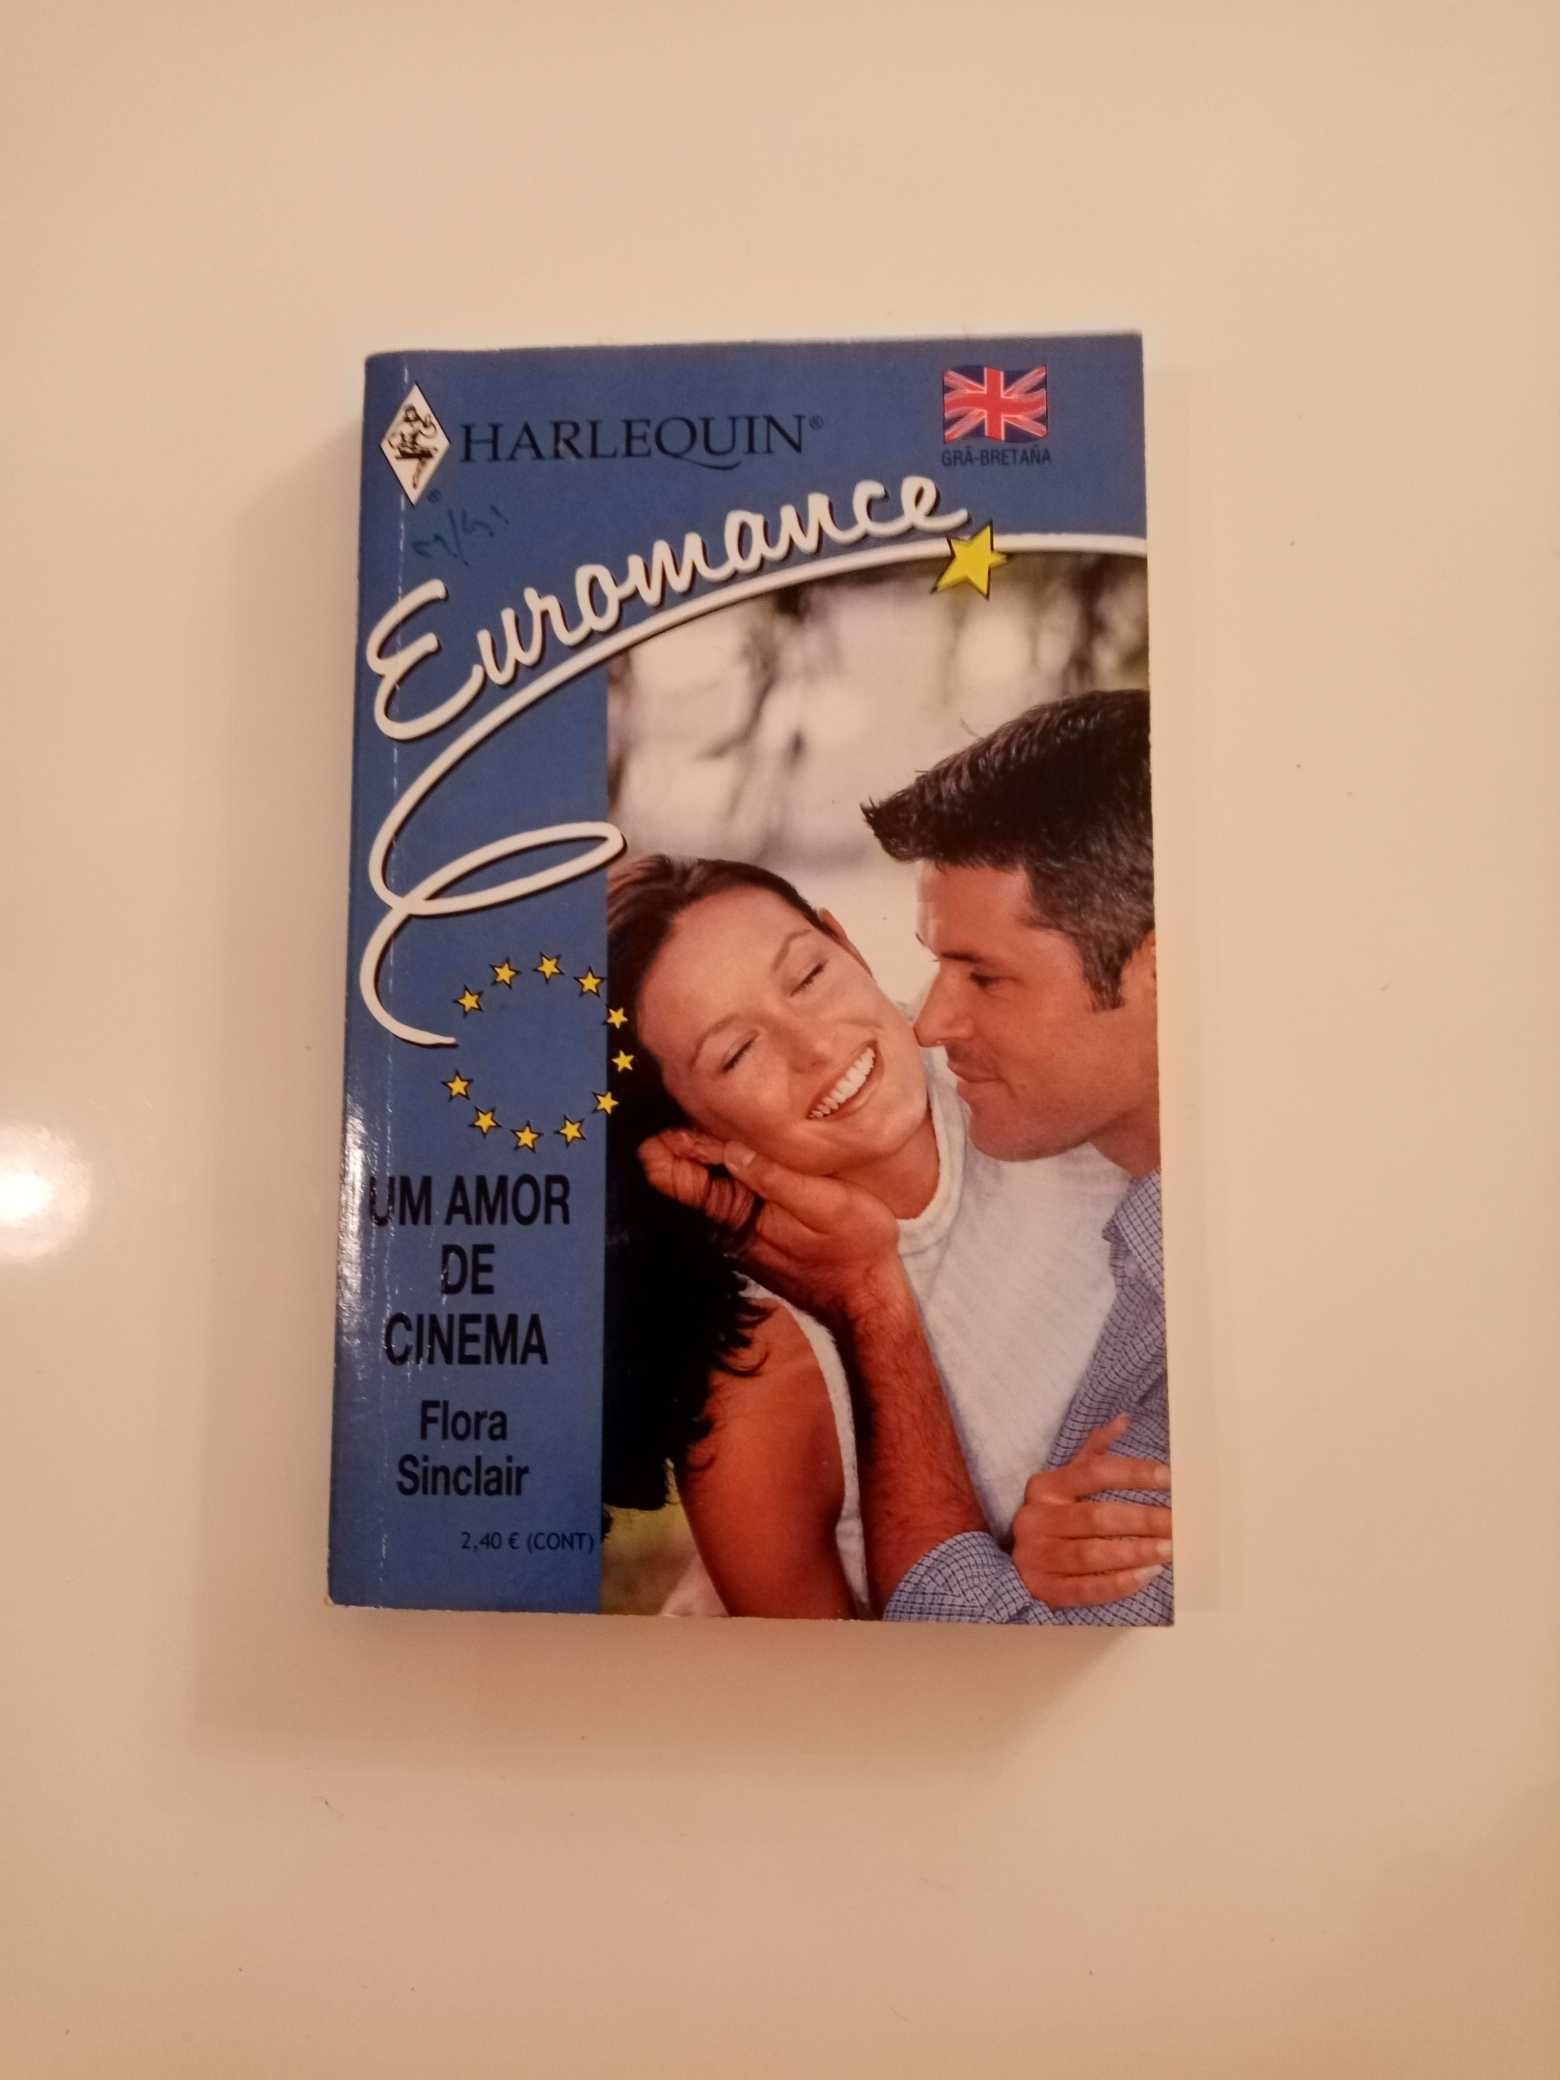 HARLEQUIN®
GRÃ-BRETAÑA
Euromance
UM AMOR
DE
CINEMA
Flora
Sinclair
2,40 € (CONT)